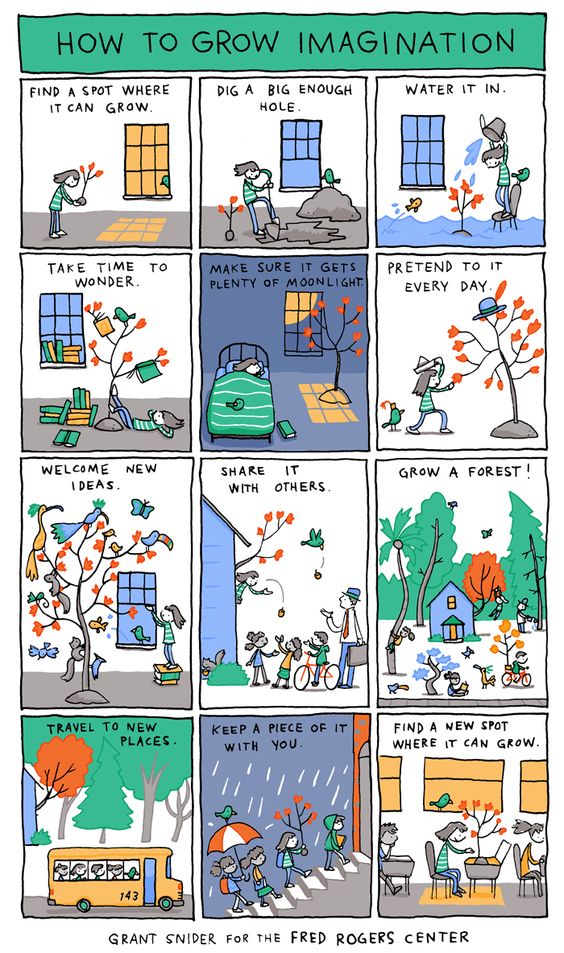 HOW TO GROW IMAGINATION
FIND A SPOT WHERE
IT CAN GROW.
DIG A BIG ENOUGH
HOLE.
WATER IT IN.
TAKE TIME TO
WONDER.
MAKE SURE IT GETS
PLENTY OF MOONLIGHT.
PRETEND TO IT
EVERY DAY.
WELCOME NEW
IDEAS.
SHARE IT
WITH OTHERS.
GROW A FOREST!
TRAVEL TO NEW
PLACES.
143
KEEP A PIECE OF IT
WITH YOU.
FIND A NEW SPOT
WHERE IT CAN GROW.
GRANT SNIDER FOR THE FRED ROGERS CENTER